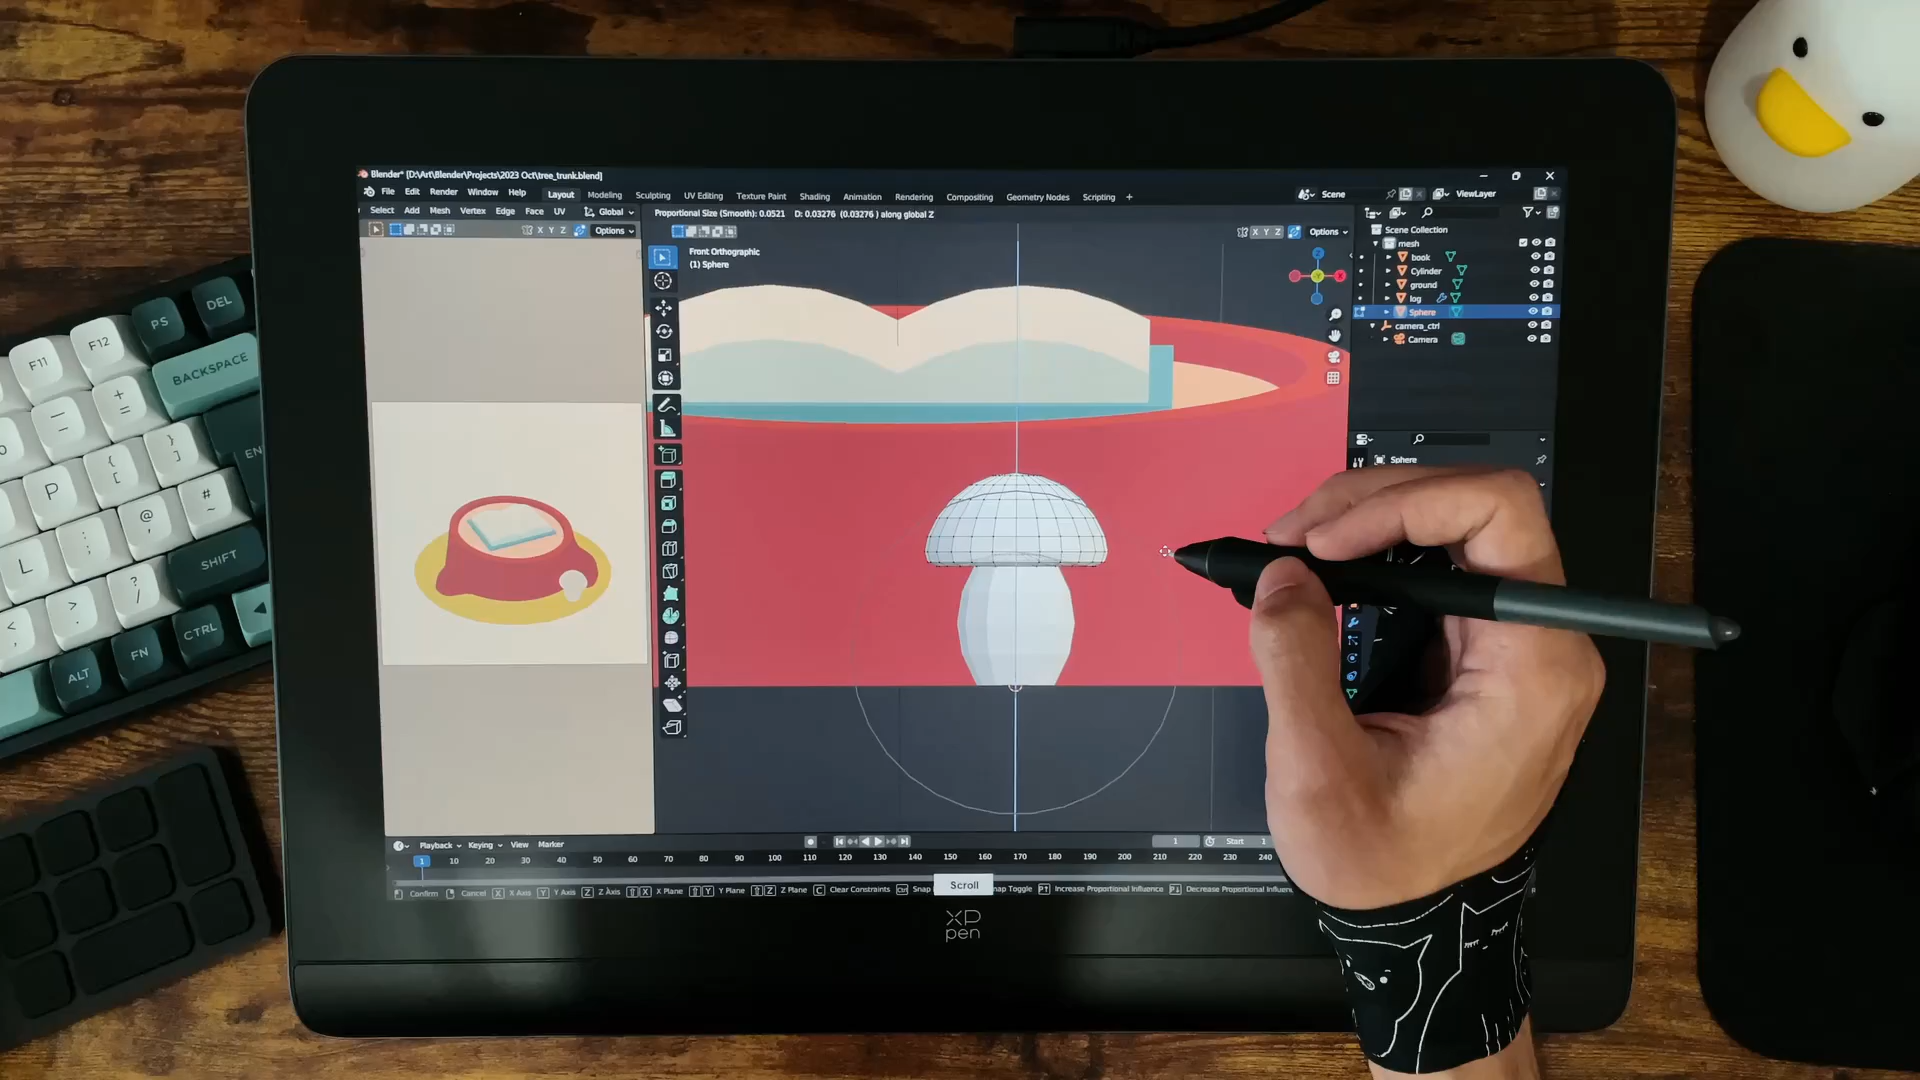 Blender* [D:\Art\Blender\Projects\2023 Oct\tree_trunk.blend]
File Edit Render Window Help Layout Modeling Sculpting UV Editing Texture Paint Shading Animation Rendering Compositing Geometry Nodes Scripting + Scene ViewLayer
Select Add Mesh Vertex Edge Face UV Global
Proportional Size (Smooth): 0.0521 D: 0.03276 (0.03276 ) along global Z
X Y Z Options
X Y Z Options
Front Orthographic
(1) Sphere
Scene Collection
mesh
book
Cylinder
ground
log
Sphere
camera_ctrl
Camera
Sphere
Playback Keying View Marker
1 Start 1
1 10 20 30 40 50 60 70 80 90 100 110 120 130 140 150 160 170 180 190 200 210 220 230 240
Confirm Cancel X X Axis Y Y Axis Z Z Axis X X Plane Y Y Plane Z Z Plane C Clear Constraints Ctrl Snap
Scroll
Snap Toggle Increase Proportional Influence Decrease Proportional Influence
XP
pen
F11
F12
PS
DEL
BACKSPACE
+
=
{
[
}
]
P
L
:
;
@
'
#
~
SHIFT
?
/
>
.
<
,
ALT
FN
CTRL